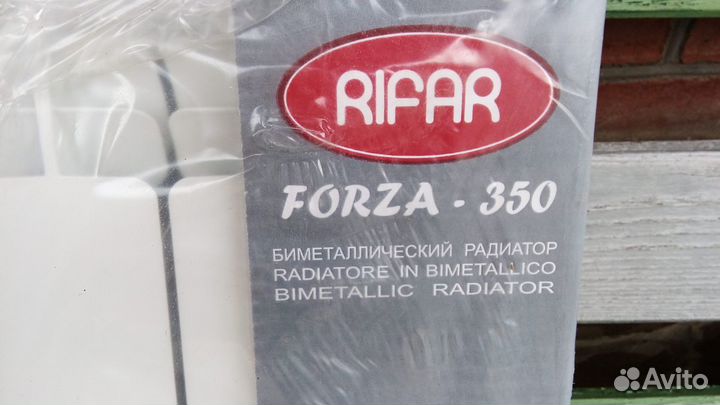 RIFAR
FORZA - 350
БИМЕТАЛЛИЧЕСКИЙ РАДИАТОР
RADIATORE IN BIMETALLICO
BIMETALLIC RADIATOR
Avito